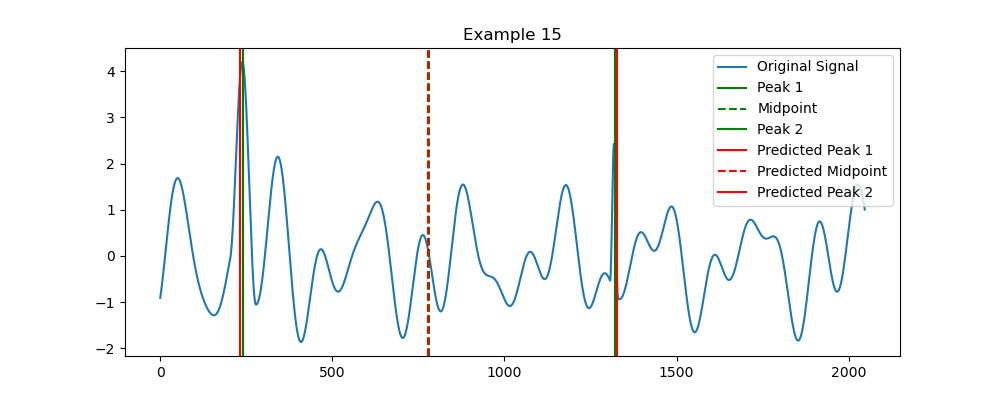 Example 15
Original Signal
Peak 1
Midpoint
Peak 2
Predicted Peak 1
Predicted Midpoint
Predicted Peak 2
4
3
2
1
0
−1
−2
0 500 1000 1500 2000